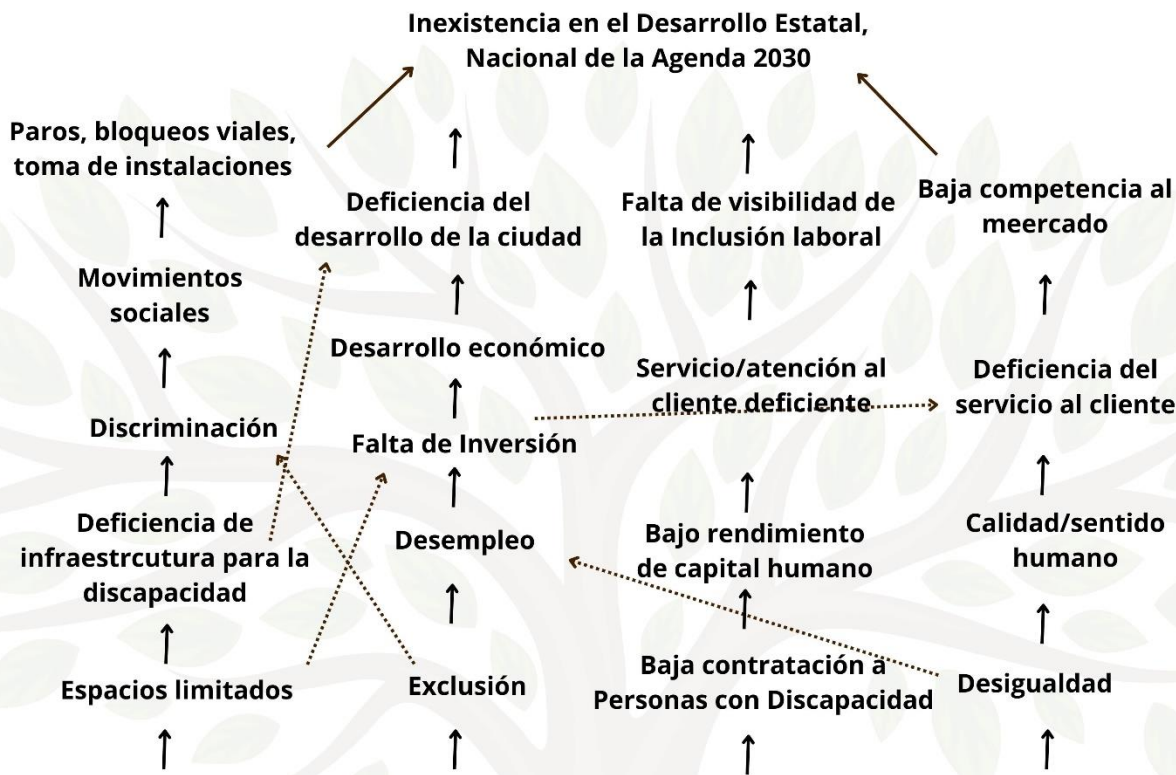 Inexistencia en el Desarrollo Estatal,
Nacional de la Agenda 2030
Paros, bloqueos viales,
toma de instalaciones
Movimientos
sociales
Discriminación
Deficiencia de
infraestrcutura para la
discapacidad
Espacios limitados
Deficiencia del
desarrollo de la ciudad
Desarrollo económico
Falta de Inversión
Desempleo
Exclusión
Falta de visibilidad de
la Inclusión laboral
Servicio/atención al
cliente deficiente
Bajo rendimiento
de capital humano
Baja contratación a
Personas con Discapacidad
Baja competencia al
meercado
Deficiencia del
servicio al cliente
Calidad/sentido
humano
Desigualdad